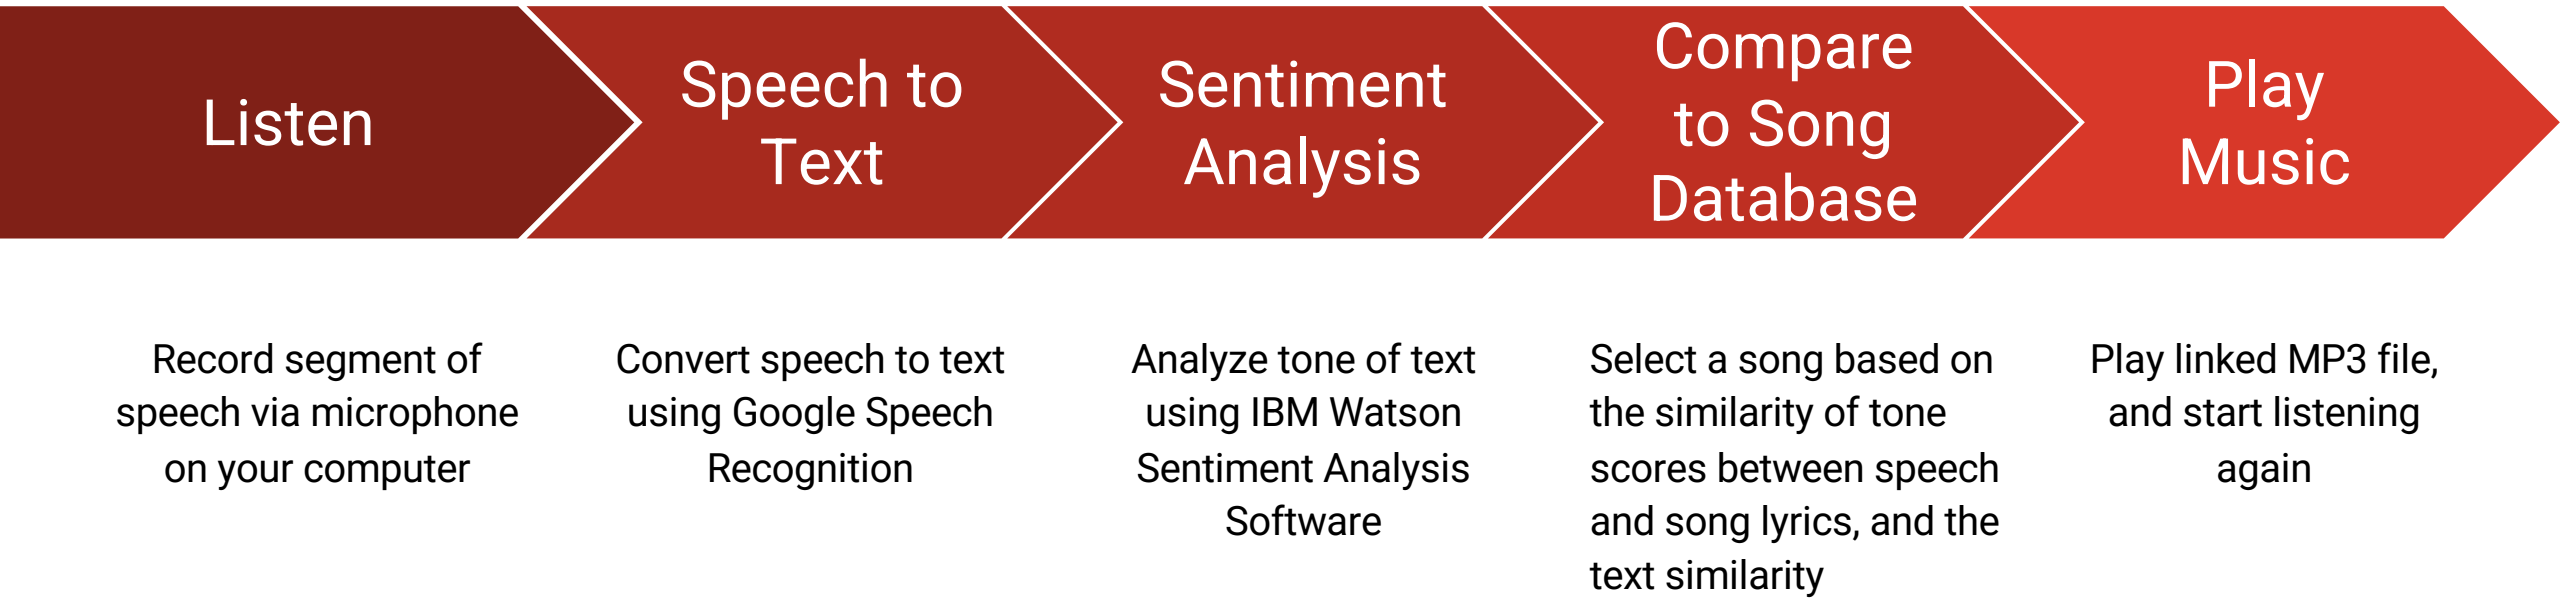 Listen
Speech to
Text
Sentiment
Analysis
Compare
to Song
Database
Play
Music
Record segment of
speech via microphone
on your computer
Convert speech to text
using Google Speech
Recognition
Analyze tone of text
using IBM Watson
Sentiment Analysis
Software
Select a song based on
the similarity of tone
scores between speech
and song lyrics, and the
text similarity
Play linked MP3 file,
and start listening
again